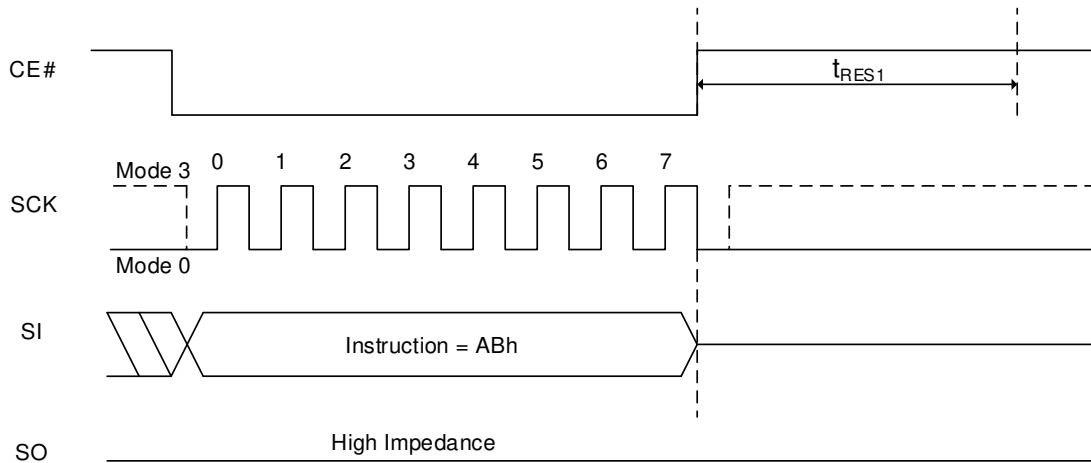 CE#
tRES1
Mode 3
0 1 2 3 4 5 6 7
SCK
Mode 0
SI
Instruction = ABh
SO
High Impedance